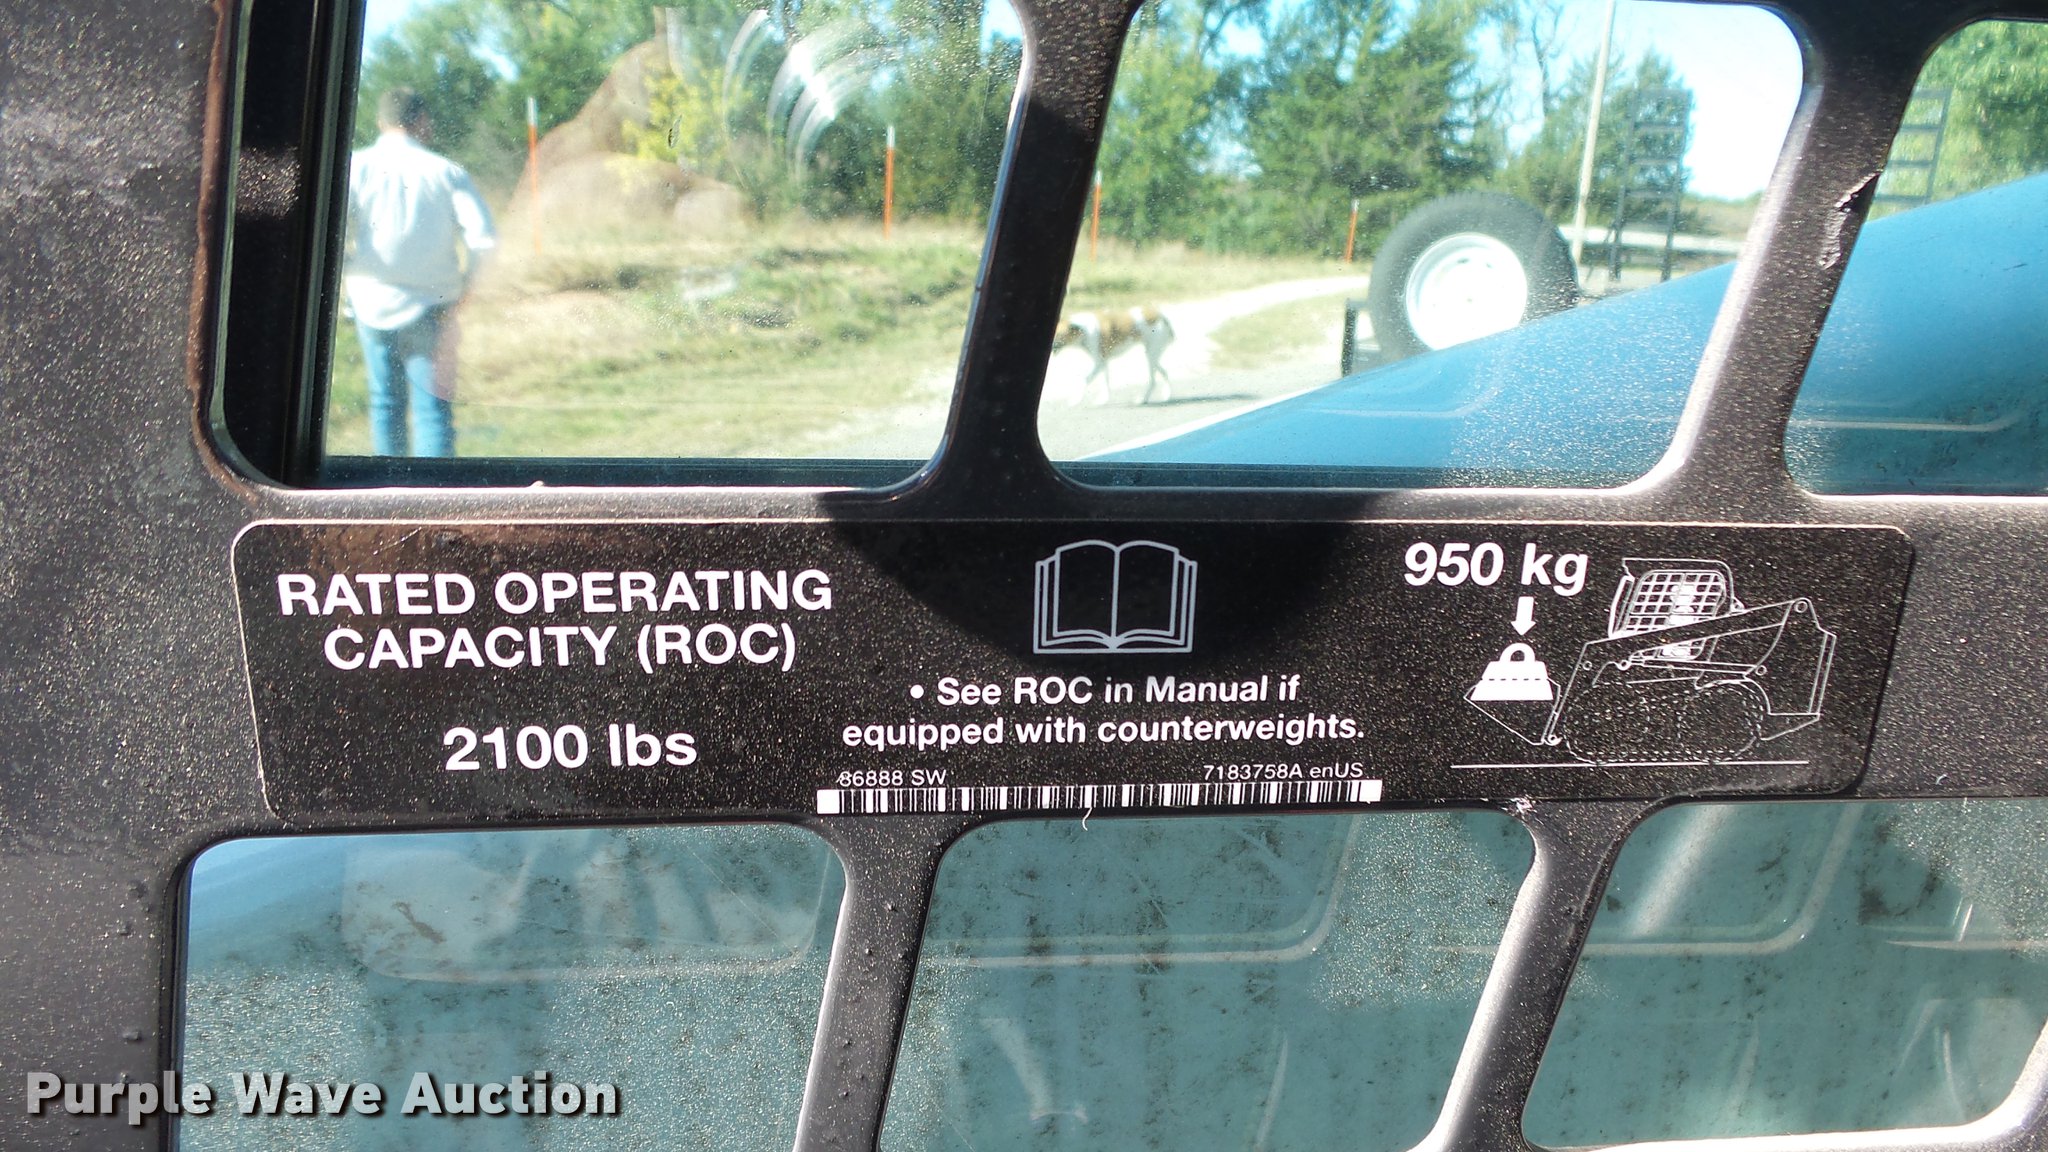 RATED OPERATING
CAPACITY (ROC)
2100 lbs
• See ROC in Manual if
equipped with counterweights.
86888 SW
7183758A enUS
950 kg
Purple Wave Auction